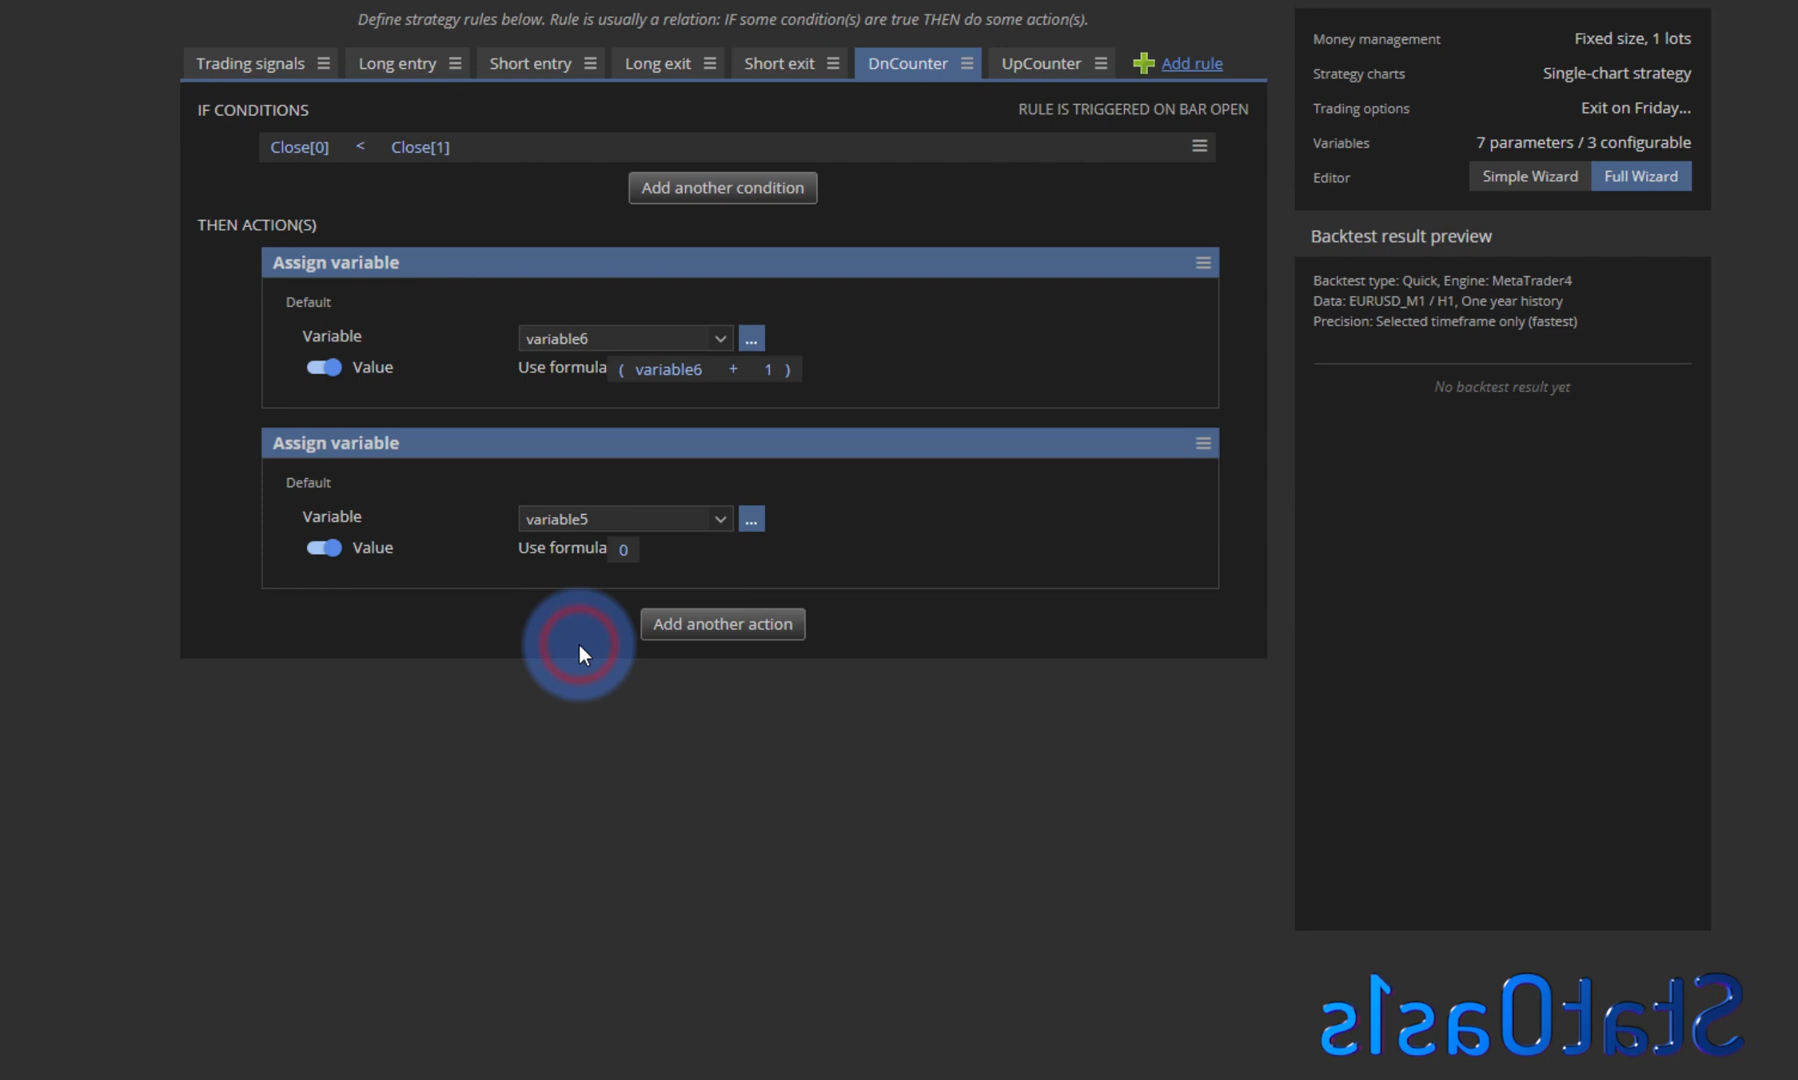 Define strategy rules below. Rule is usually a relation: IF some condition(s) are true THEN do some action(s).
Trading signals Long entry Short entry Long exit Short exit DnCounter UpCounter Add rule
IF CONDITIONS RULE IS TRIGGERED ON BAR OPEN
Close[0] < Close[1]
Add another condition
THEN ACTION(S)
Assign variable
Default
Variable variable6 ...
Value Use formula ( variable6 + 1 )
Assign variable
Default
Variable variable5 ...
Value Use formula 0
Add another action
Money management Fixed size, 1 lots
Strategy charts Single-chart strategy
Trading options Exit on Friday...
Variables 7 parameters / 3 configurable
Editor Simple Wizard Full Wizard
Backtest result preview
Backtest type: Quick, Engine: MetaTrader4
Data: EURUSD_M1 / H1, One year history
Precision: Selected timeframe only (fastest)
No backtest result yet
StatOas1s